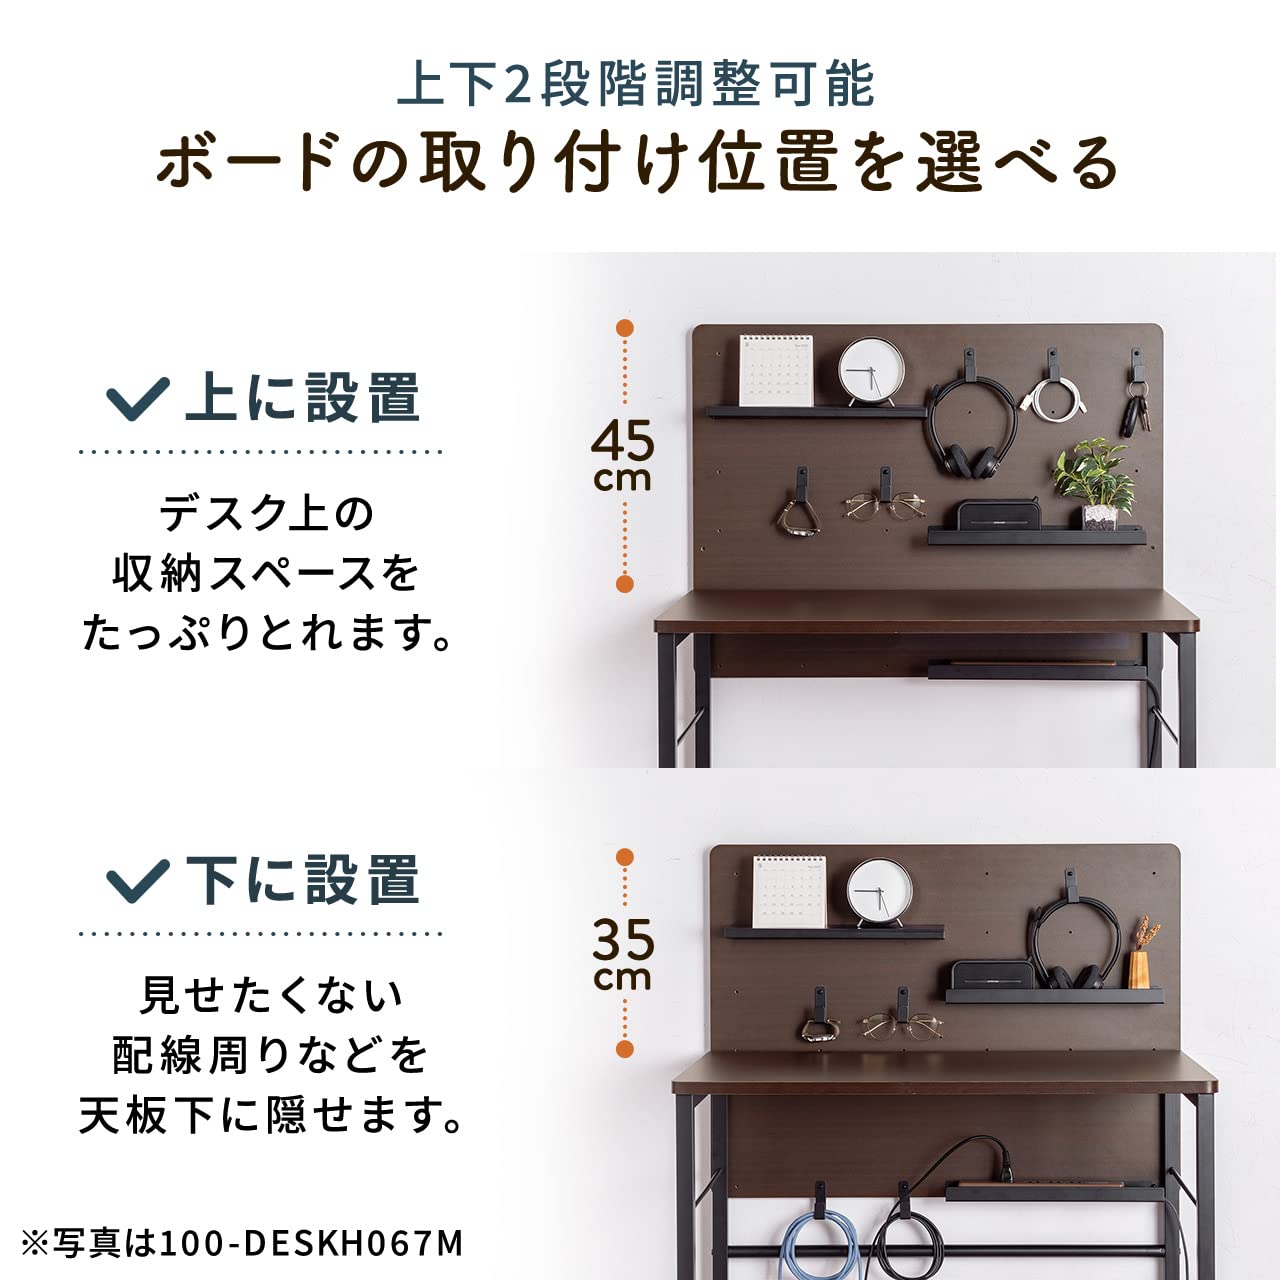 上下2段階調整可能
ボードの取り付け位置を選べる
上に設置
デスク上の
収納スペースを
たっぷりとれます。
45
cm
下に設置
見せたくない
配線周りなどを
天板下に隠せます。
35
cm
※写真は100-DESKH067M